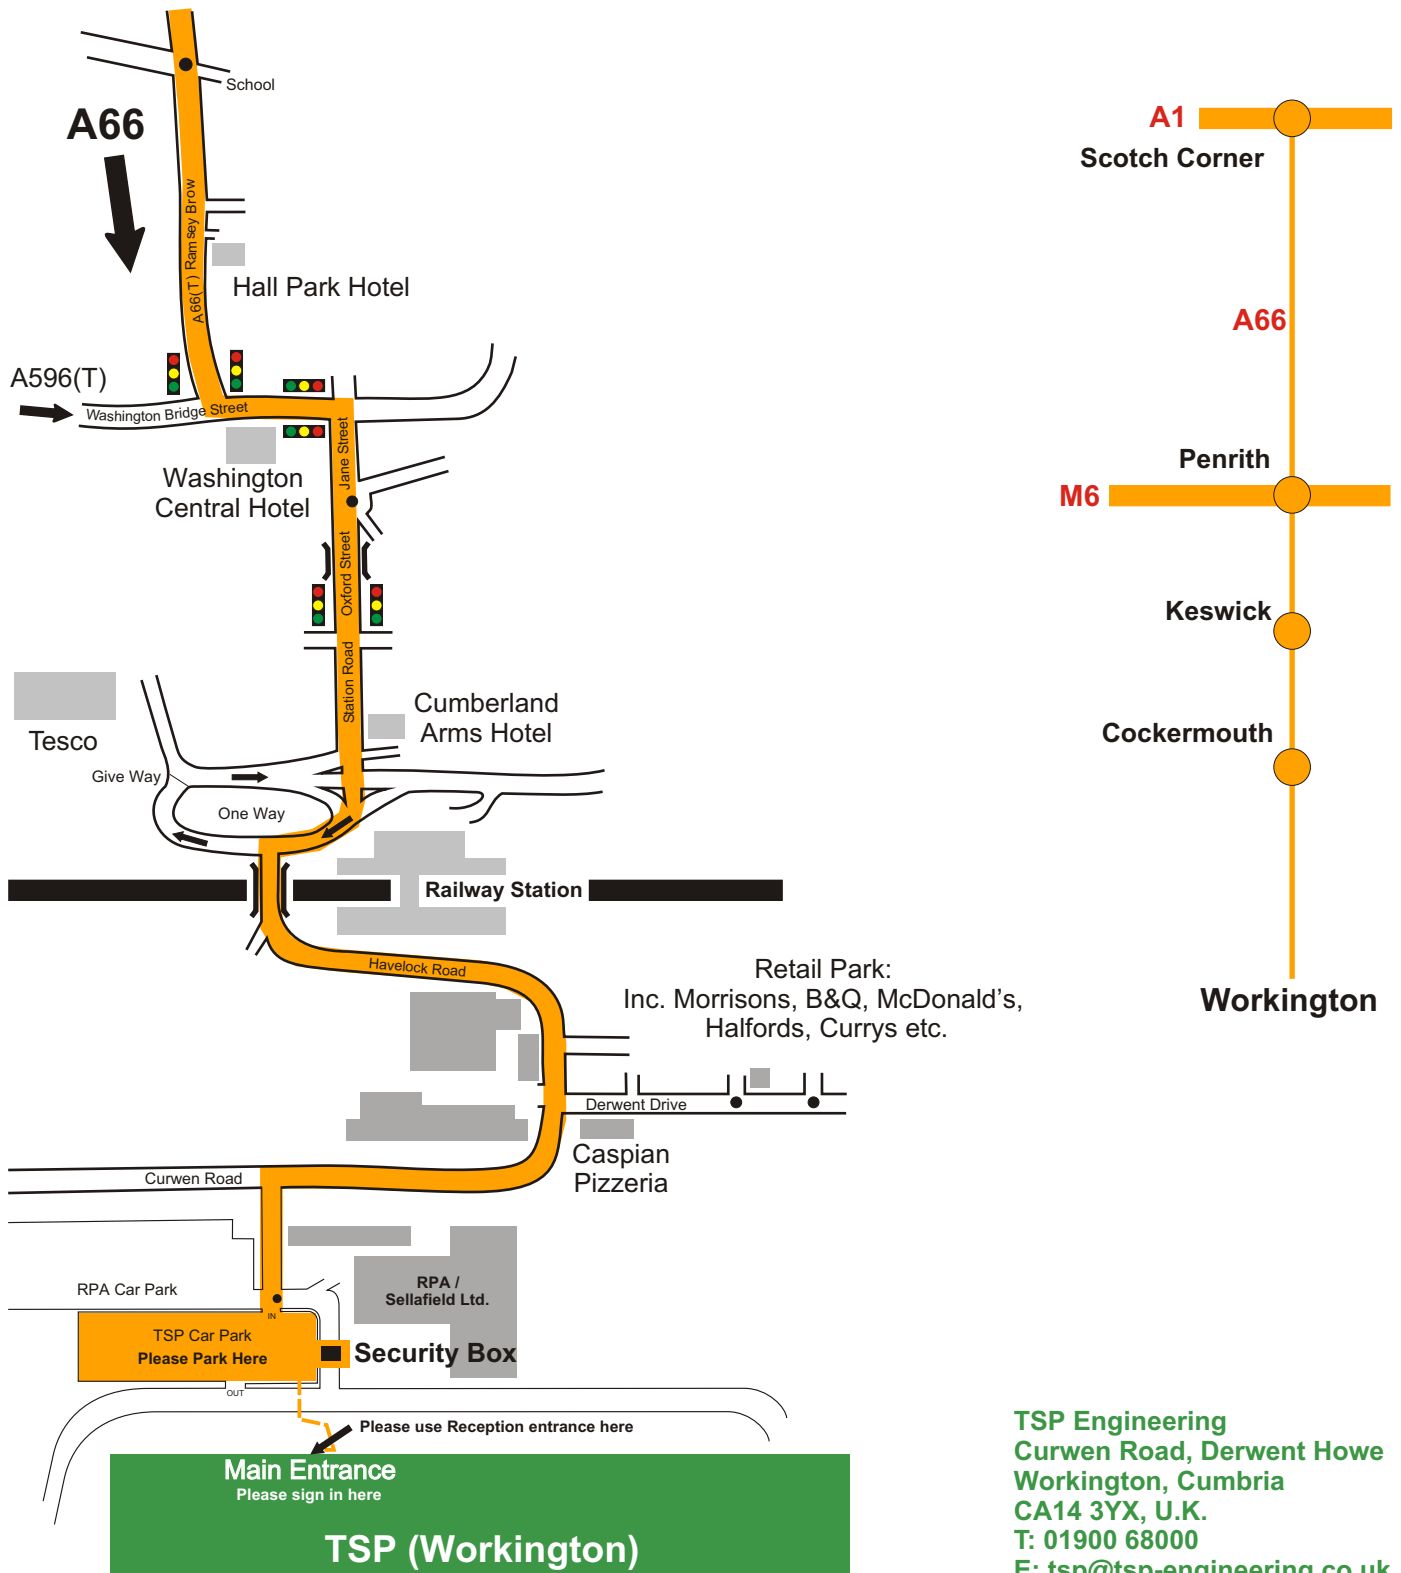 School
A66
A66(T) Ramsey Brow
Hall Park Hotel
A596(T)
Washington Bridge Street
Jane Street
Washington
Central Hotel
Oxford Street
Station Road
Cumberland
Arms Hotel
Tesco
Give Way
One Way
Railway Station
Havelock Road
Retail Park:
Inc. Morrisons, B&Q, McDonald's,
Halfords, Currys etc.
Derwent Drive
Caspian
Pizzeria
Curwen Road
RPA Car Park
RPA /
Sellafield Ltd.
IN
TSP Car Park
Please Park Here
Security Box
OUT
Please use Reception entrance here
Main Entrance
Please sign in here
TSP (Workington)
A1
Scotch Corner
A66
Penrith
M6
Keswick
Cockermouth
Workington
TSP Engineering
Curwen Road, Derwent Howe
Workington, Cumbria
CA14 3YX, U.K.
T: 01900 68000
E: tsp@tsp-engineering.co.uk